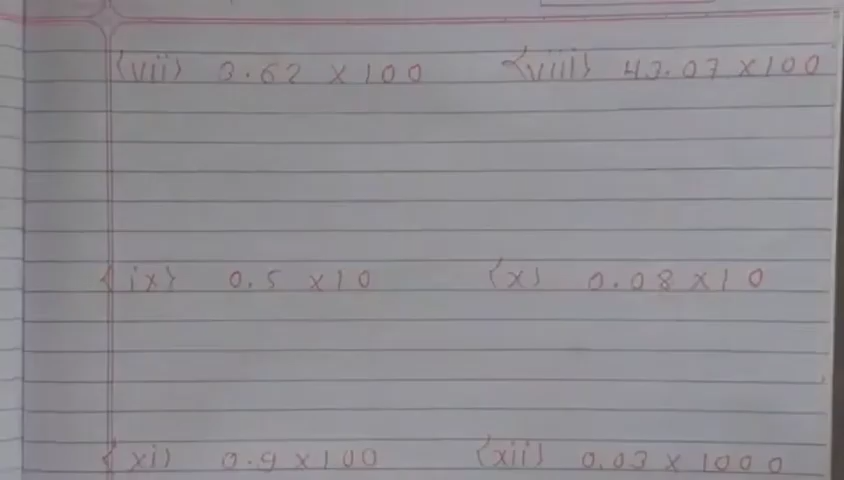 (vii) 3.62 × 100 (viii) 43.07 × 100
(ix) 0.5 × 10 (x) 0.08 × 10
(xi) 0.9 × 100 (xii) 0.03 × 1000